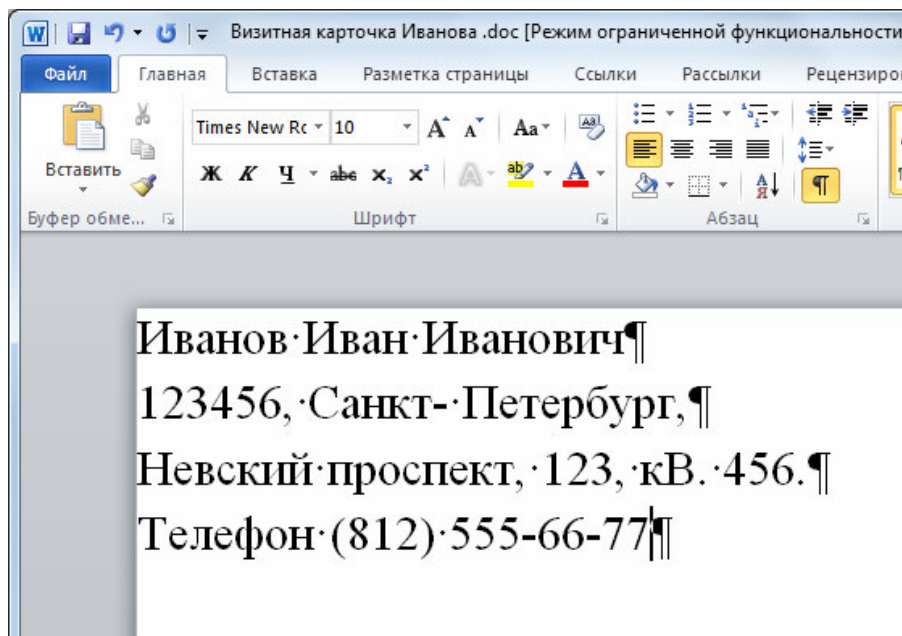 Визитная карточка Иванова .doc [Режим ограниченной функциональности
Файл Главная Вставка Разметка страницы Ссылки Рассылки
Times New Rc 10 Aa
Вставить Ж К Ч abc x₂ x² A ab A
Буфер обме... Шрифт Абзац
Иванов·Иван·Иванович¶
123456,·Санкт-·Петербург,¶
Невский·проспект,·123,·кВ.·456.¶
Телефон·(812)·555-66-77¶